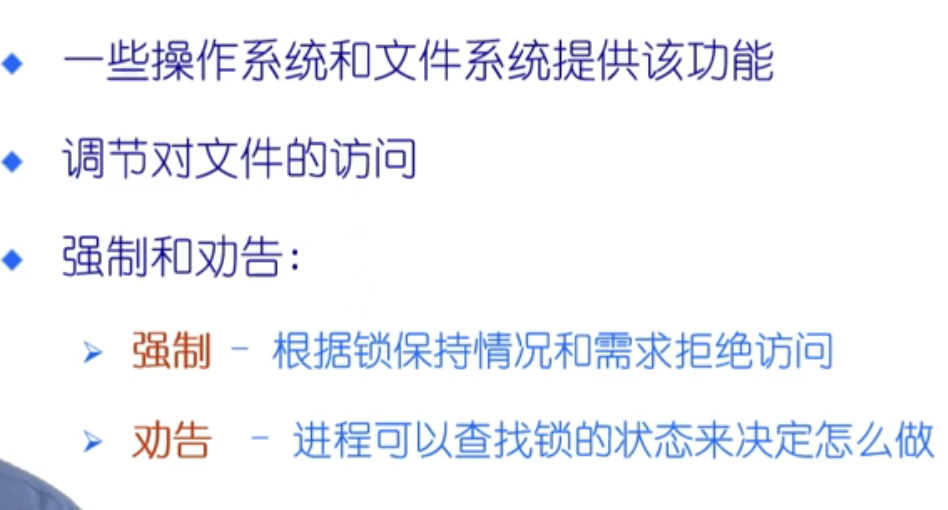 一些操作系统和文件系统提供该功能
调节对文件的访问
强制和劝告：
强制 - 根据锁保持情况和需求拒绝访问
劝告 - 进程可以查找锁的状态来决定怎么做